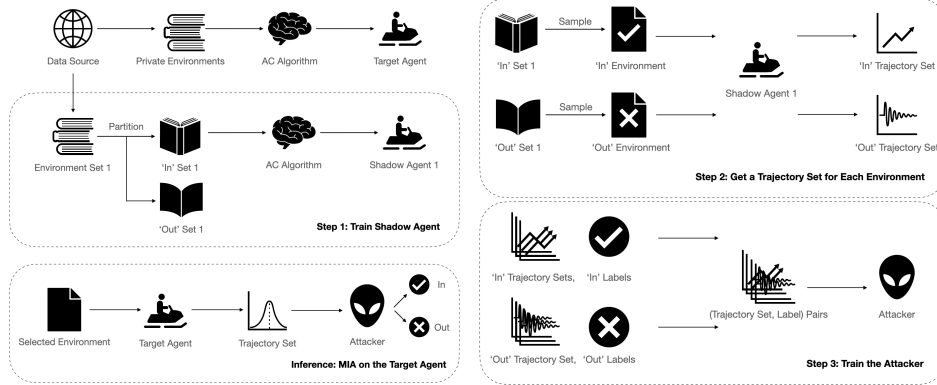 Data Source
Private Environments
AC Algorithm
Target Agent
Partition
Environment Set 1
'In' Set 1
AC Algorithm
Shadow Agent 1
'Out' Set 1
Step 1: Train Shadow Agent
In
Out
Selected Environment
Target Agent
Trajectory Set
Attacker
Inference: MIA on the Target Agent
Sample
'In' Set 1
'In' Environment
Shadow Agent 1
'In' Trajectory Set
Sample
'Out' Set 1
'Out' Environment
'Out' Trajectory Set
Step 2: Get a Trajectory Set for Each Environment
'In' Trajectory Sets, 'In' Labels
(Trajectory Set, Label) Pairs
Attacker
'Out' Trajectory Set, 'Out' Labels
Step 3: Train the Attacker